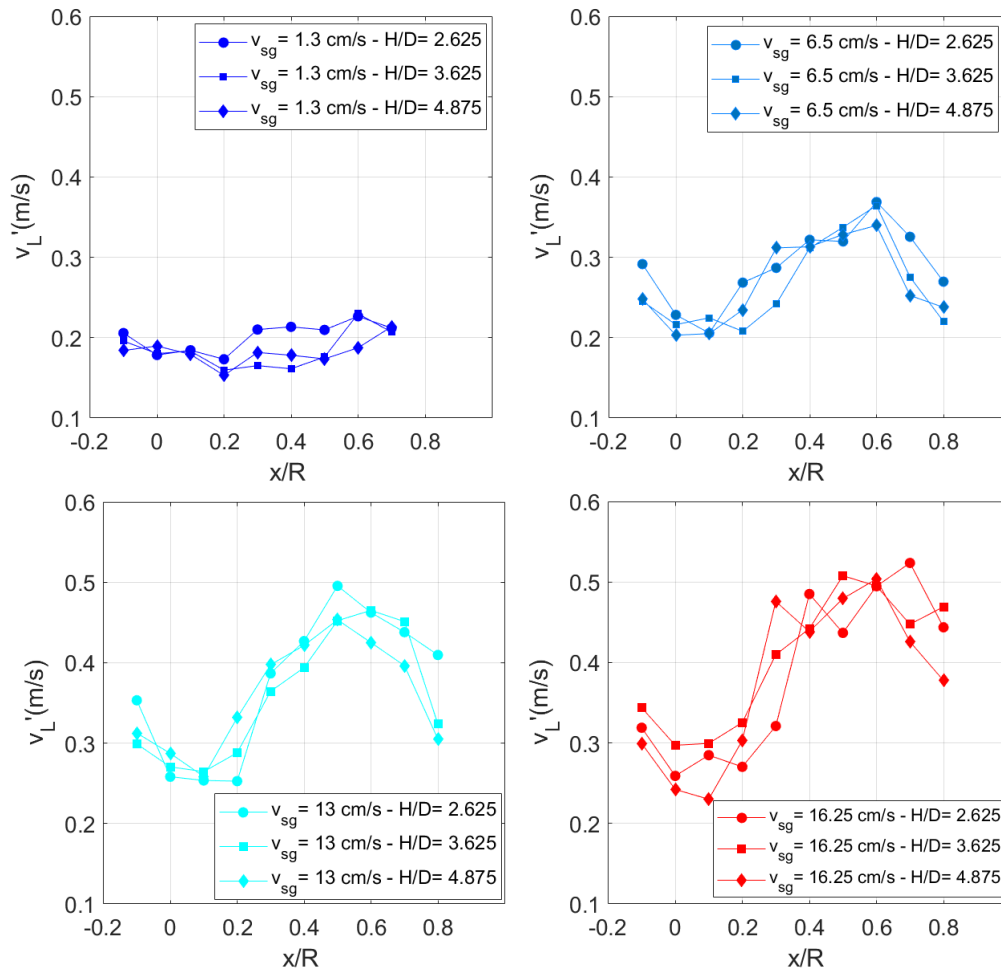 0.6
0.5
0.4
0.3
0.2
0.1
v_L'(m/s)
v_sg= 1.3 cm/s - H/D= 2.625
v_sg= 1.3 cm/s - H/D= 3.625
v_sg= 1.3 cm/s - H/D= 4.875
-0.2 0 0.2 0.4 0.6 0.8
x/R
0.6
0.5
0.4
0.3
0.2
0.1
v_L'(m/s)
v_sg= 6.5 cm/s - H/D= 2.625
v_sg= 6.5 cm/s - H/D= 3.625
v_sg= 6.5 cm/s - H/D= 4.875
-0.2 0 0.2 0.4 0.6 0.8
x/R
0.6
0.5
0.4
0.3
0.2
0.1
v_L'(m/s)
v_sg= 13 cm/s - H/D= 2.625
v_sg= 13 cm/s - H/D= 3.625
v_sg= 13 cm/s - H/D= 4.875
-0.2 0 0.2 0.4 0.6 0.8
x/R
0.6
0.5
0.4
0.3
0.2
0.1
v_L'(m/s)
v_sg= 16.25 cm/s - H/D= 2.625
v_sg= 16.25 cm/s - H/D= 3.625
v_sg= 16.25 cm/s - H/D= 4.875
-0.2 0 0.2 0.4 0.6 0.8
x/R